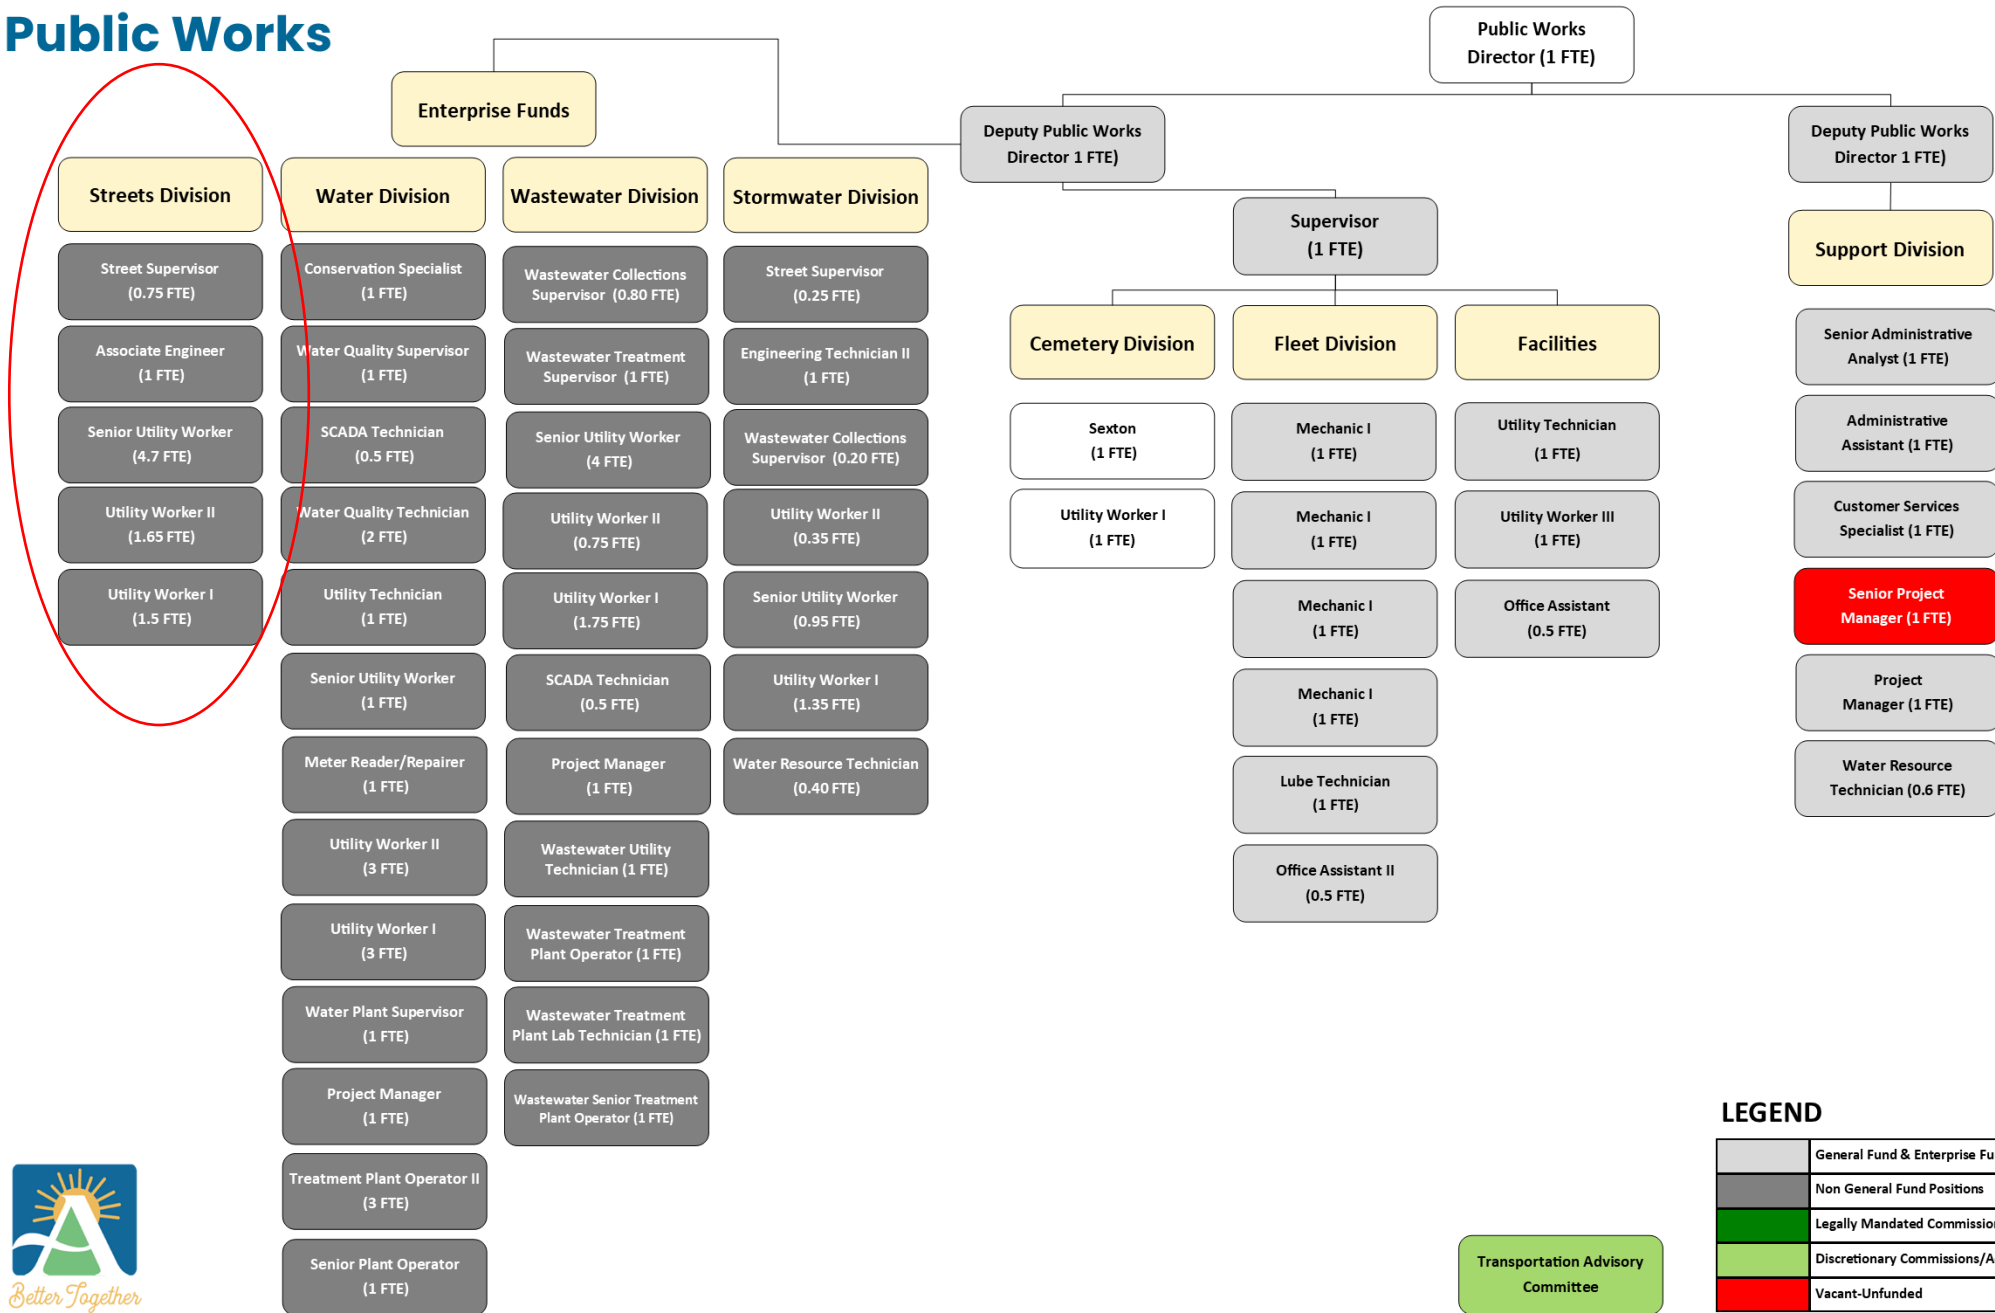 Public Works
Public Works
Director (1 FTE)
Enterprise Funds
Deputy Public Works
Director 1 FTE)
Deputy Public Works
Director 1 FTE)
Streets Division
Street Supervisor
(0.75 FTE)
Associate Engineer
(1 FTE)
Senior Utility Worker
(4.7 FTE)
Utility Worker II
(1.65 FTE)
Utility Worker I
(1.5 FTE)
Water Division
Conservation Specialist
(1 FTE)
Water Quality Supervisor
(1 FTE)
SCADA Technician
(0.5 FTE)
Water Quality Technician
(2 FTE)
Utility Technician
(1 FTE)
Senior Utility Worker
(1 FTE)
Meter Reader/Repairer
(1 FTE)
Utility Worker II
(3 FTE)
Utility Worker I
(3 FTE)
Water Plant Supervisor
(1 FTE)
Project Manager
(1 FTE)
Treatment Plant Operator II
(3 FTE)
Senior Plant Operator
(1 FTE)
Wastewater Division
Wastewater Collections
Supervisor (0.80 FTE)
Wastewater Treatment
Supervisor (1 FTE)
Senior Utility Worker
(4 FTE)
Utility Worker II
(0.75 FTE)
Utility Worker I
(1.75 FTE)
SCADA Technician
(0.5 FTE)
Project Manager
(1 FTE)
Wastewater Utility
Technician (1 FTE)
Wastewater Treatment
Plant Operator (1 FTE)
Wastewater Treatment
Plant Lab Technician (1 FTE)
Wastewater Senior Treatment
Plant Operator (1 FTE)
Stormwater Division
Street Supervisor
(0.25 FTE)
Engineering Technician II
(1 FTE)
Wastewater Collections
Supervisor (0.20 FTE)
Utility Worker II
(0.35 FTE)
Senior Utility Worker
(0.95 FTE)
Utility Worker I
(1.35 FTE)
Water Resource Technician
(0.40 FTE)
Supervisor
(1 FTE)
Cemetery Division
Sexton
(1 FTE)
Utility Worker I
(1 FTE)
Fleet Division
Mechanic I
(1 FTE)
Mechanic I
(1 FTE)
Mechanic I
(1 FTE)
Mechanic I
(1 FTE)
Lube Technician
(1 FTE)
Office Assistant II
(0.5 FTE)
Facilities
Utility Technician
(1 FTE)
Utility Worker III
(1 FTE)
Office Assistant
(0.5 FTE)
Support Division
Senior Administrative
Analyst (1 FTE)
Administrative
Assistant (1 FTE)
Customer Services
Specialist (1 FTE)
Senior Project
Manager (1 FTE)
Project
Manager (1 FTE)
Water Resource
Technician (0.6 FTE)
Transportation Advisory
Committee
LEGEND
General Fund & Enterprise Fu
Non General Fund Positions
Legally Mandated Commission
Discretionary Commissions/A
Vacant-Unfunded
A
Better Together